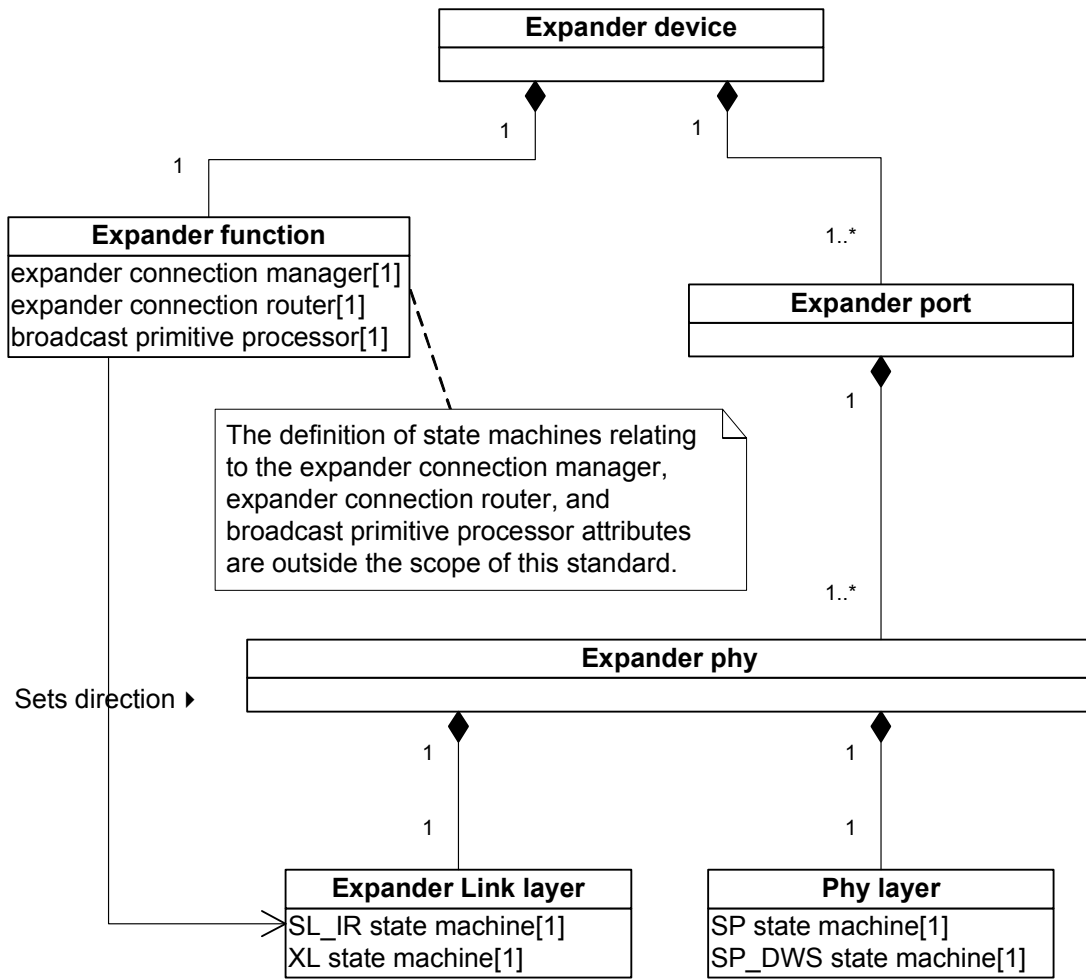 Expander device
1
1
1
Expander function
expander connection manager[1]
expander connection router[1]
broadcast primitive processor[1]
1..*
Expander port
1
The definition of state machines relating
to the expander connection manager,
expander connection router, and
broadcast primitive processor attributes
are outside the scope of this standard.
1..*
Expander phy
Sets direction
1
1
1
1
Expander Link layer
SL_IR state machine[1]
XL state machine[1]
Phy layer
SP state machine[1]
SP_DWS state machine[1]